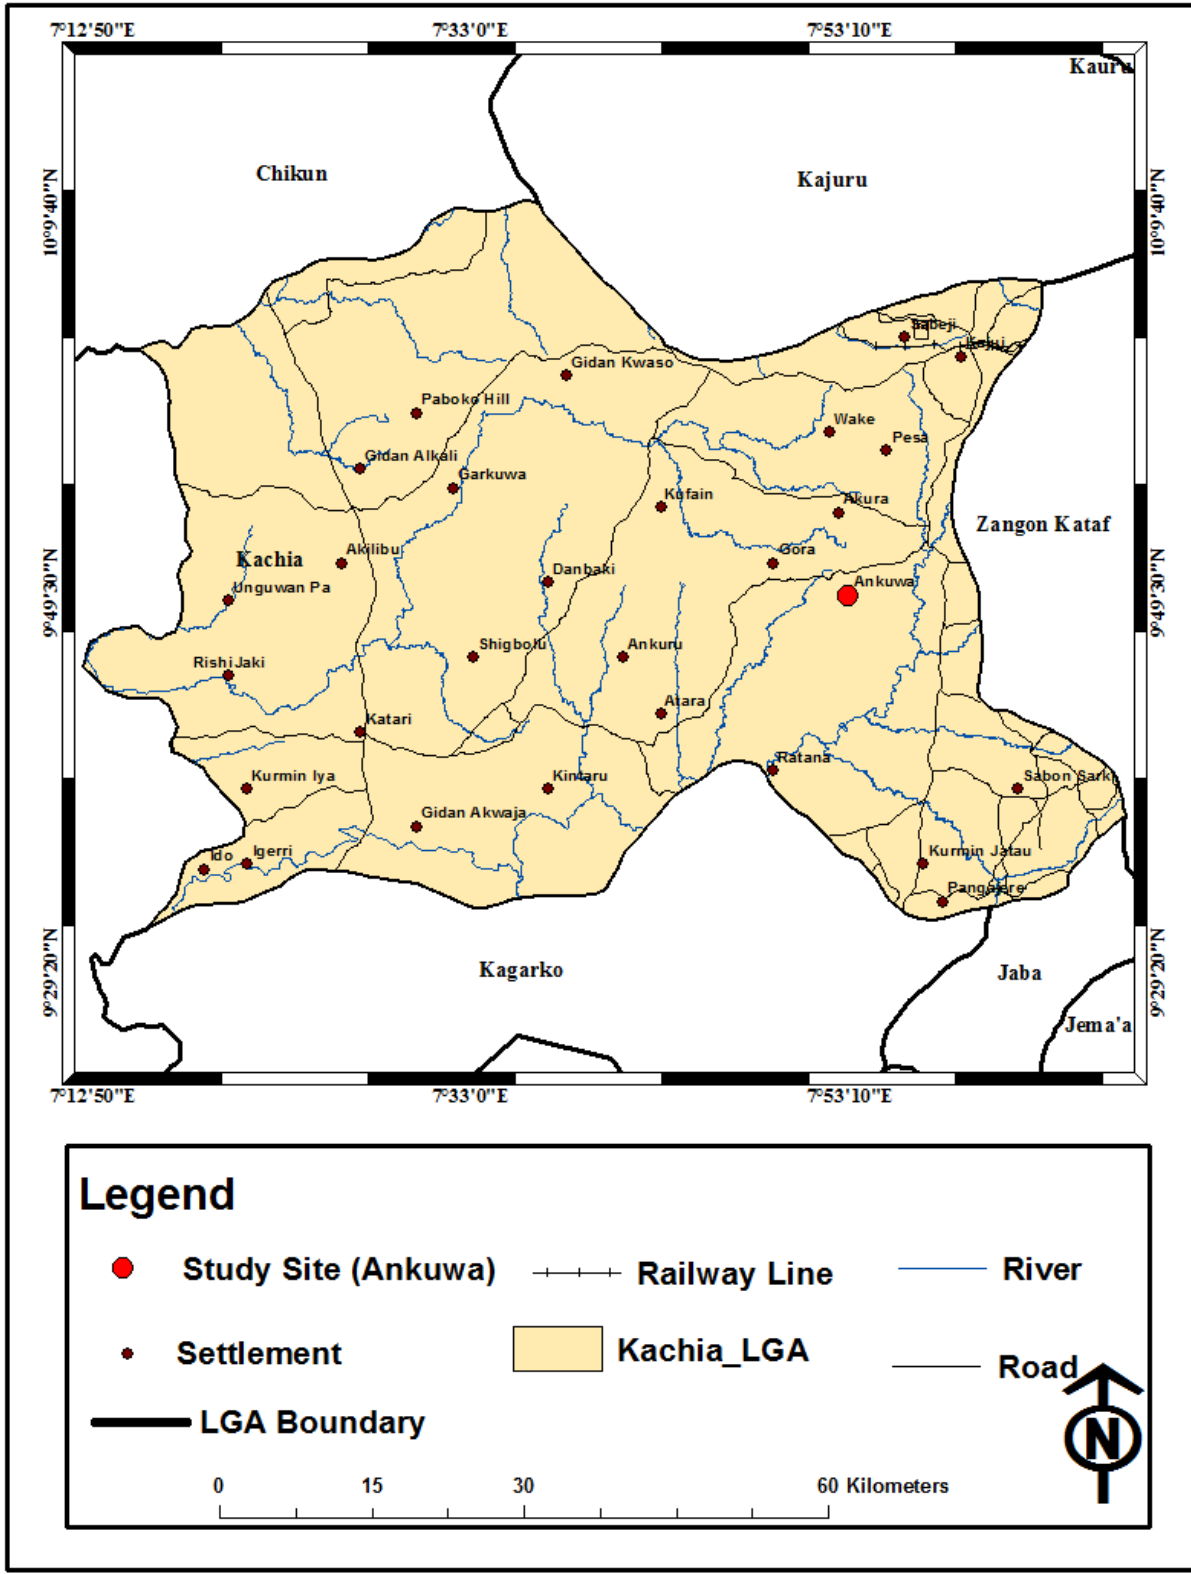 7°12'50"E 7°33'0"E 7°53'10"E
Kauru
Chikun
Kajuru
10°9'40"N
10°9'40"N
Sabeji
Gidan Kwaso
Paboko Hill
Wake
Pesa
Gidan Alkali
Garkuwa
Kufain
Akura
Zangon Kataf
Kachia
Akilibu
Gora
Danbaki
Ankuwa
Unguwan Pa
9°49'30"N
9°49'30"N
Shigbolu
Ankuru
RishiJaki
Atara
Katari
Ratana
Kurmin Iya
Kintaru
Sabon Sarki
Gidan Akwaja
Ido
Igerri
Kurmin Jatau
Kagarko
Jaba
9°29'20"N
9°29'20"N
Jema'a
7°12'50"E 7°33'0"E 7°53'10"E
Legend
Study Site (Ankuwa)
Railway Line
River
Settlement
Kachia_LGA
Road
LGA Boundary
N
0 15 30 60 Kilometers